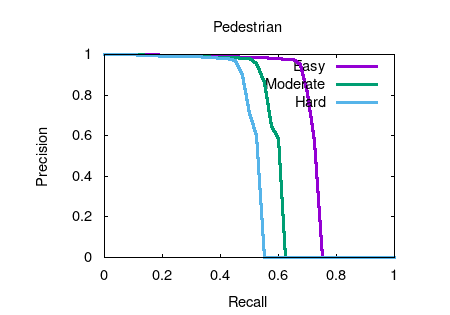 Pedestrian
1
0.8
0.6
0.4
0.2
0
Precision
Easy
Moderate
Hard
0 0.2 0.4 0.6 0.8 1
Recall